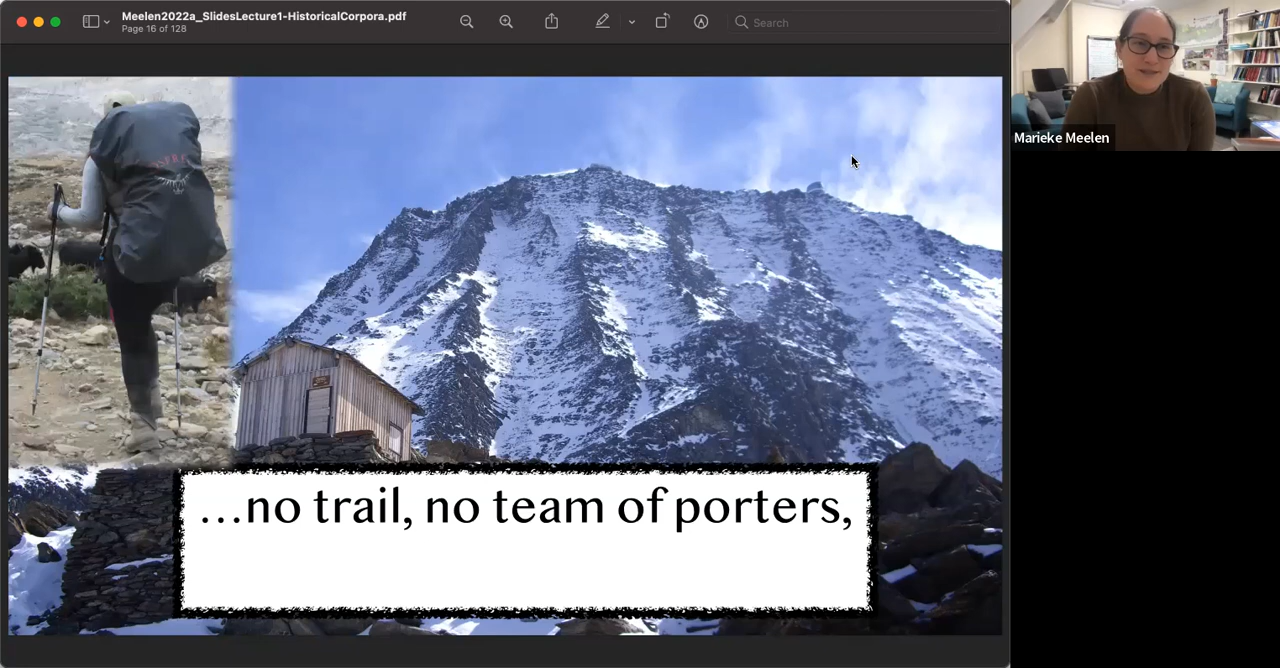 Meelen2022a_SlidesLecture1-HistoricalCorpora.pdf
Page 16 of 128
Search
Marieke Meelen
…no trail, no team of porters,